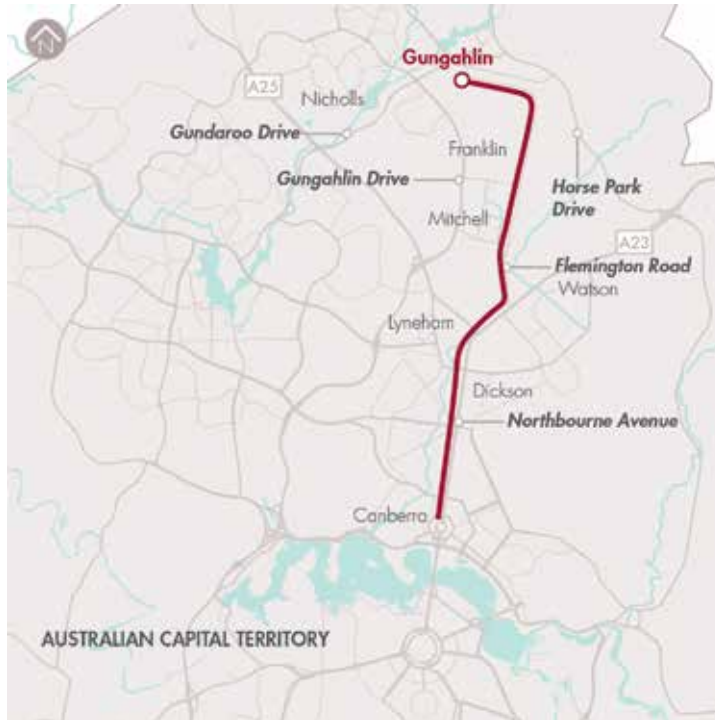 N
Gungahlin
A25
Nicholls
Gundaroo Drive
Franklin
Gungahlin Drive
Horse Park
Drive
Mitchell
A23
Flemington Road
Watson
Lyneham
Dickson
Northbourne Avenue
Canberra
AUSTRALIAN CAPITAL TERRITORY